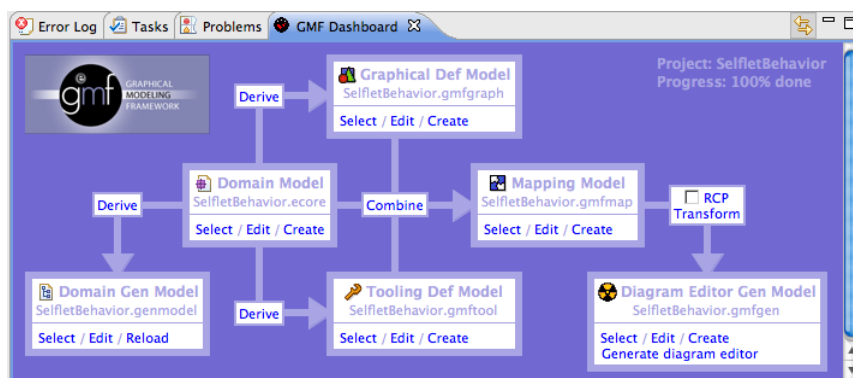 Error Log
Tasks
Problems
GMF Dashboard
e
gmf
GRAPHICAL
MODELING
FRAMEWORK
Project: SelfletBehavior
Progress: 100% done
Graphical Def Model
SelfletBehavior.gmfgraph
Select / Edit / Create
Derive
Domain Model
SelfletBehavior.ecore
Select / Edit / Create
Derive
Combine
Mapping Model
SelfletBehavior.gmfmap
Select / Edit / Create
RCP
Transform
Domain Gen Model
SelfletBehavior.genmodel
Select / Edit / Reload
Derive
Tooling Def Model
SelfletBehavior.gmftool
Select / Edit / Create
Diagram Editor Gen Model
SelfletBehavior.gmfgen
Select / Edit / Create
Generate diagram editor